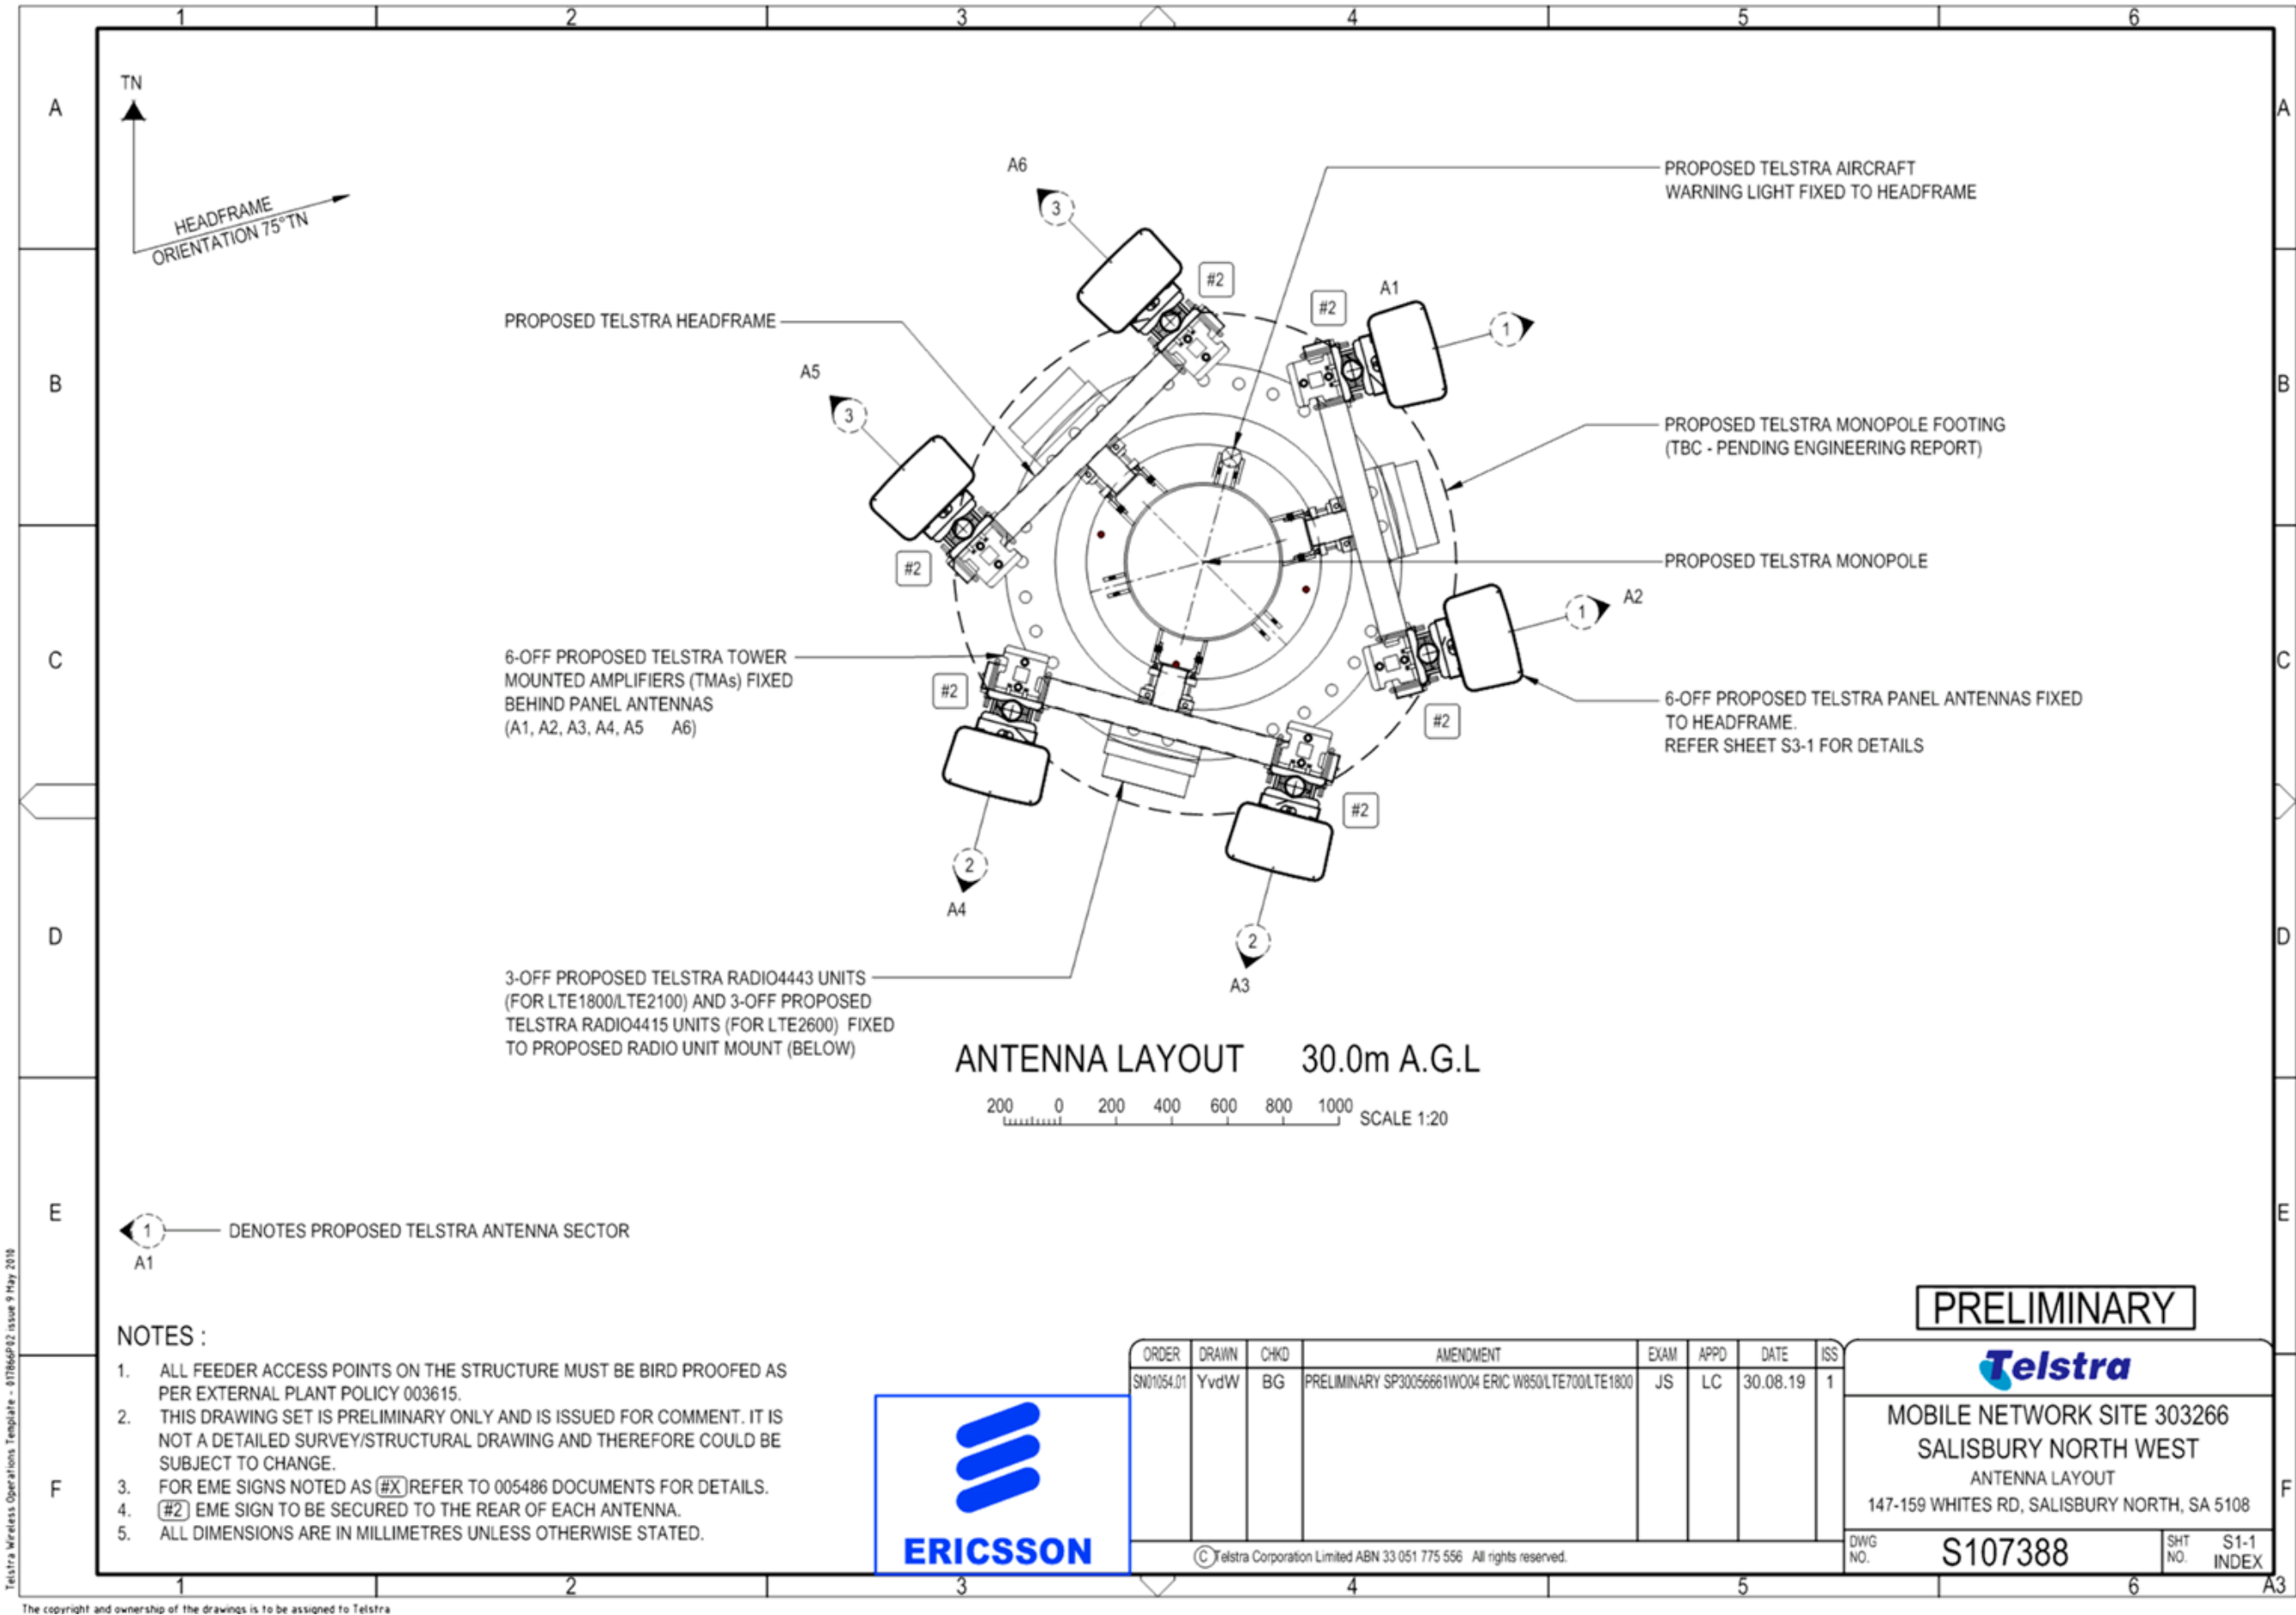 1 2 3 4 5 6
A A
B B
C C
D D
E E
F F
TN
HEADFRAME
ORIENTATION 75°TN
A6
3
PROPOSED TELSTRA AIRCRAFT
WARNING LIGHT FIXED TO HEADFRAME
#2
#2
A1
1
PROPOSED TELSTRA HEADFRAME
A5
3
PROPOSED TELSTRA MONOPOLE FOOTING
(TBC - PENDING ENGINEERING REPORT)
#2
PROPOSED TELSTRA MONOPOLE
1
A2
6-OFF PROPOSED TELSTRA TOWER
MOUNTED AMPLIFIERS (TMAs) FIXED
BEHIND PANEL ANTENNAS
(A1, A2, A3, A4, A5 A6)
#2
#2
6-OFF PROPOSED TELSTRA PANEL ANTENNAS FIXED
TO HEADFRAME.
REFER SHEET S3-1 FOR DETAILS
#2
2
A4
2
A3
3-OFF PROPOSED TELSTRA RADIO4443 UNITS
(FOR LTE1800/LTE2100) AND 3-OFF PROPOSED
TELSTRA RADIO4415 UNITS (FOR LTE2600) FIXED
TO PROPOSED RADIO UNIT MOUNT (BELOW)
ANTENNA LAYOUT 30.0m A.G.L
200 0 200 400 600 800 1000 SCALE 1:20
1
A1
DENOTES PROPOSED TELSTRA ANTENNA SECTOR
NOTES :
1. ALL FEEDER ACCESS POINTS ON THE STRUCTURE MUST BE BIRD PROOFED AS
PER EXTERNAL PLANT POLICY 003615.
2. THIS DRAWING SET IS PRELIMINARY ONLY AND IS ISSUED FOR COMMENT. IT IS
NOT A DETAILED SURVEY/STRUCTURAL DRAWING AND THEREFORE COULD BE
SUBJECT TO CHANGE.
3. FOR EME SIGNS NOTED AS #X REFER TO 005486 DOCUMENTS FOR DETAILS.
4. #2 EME SIGN TO BE SECURED TO THE REAR OF EACH ANTENNA.
5. ALL DIMENSIONS ARE IN MILLIMETRES UNLESS OTHERWISE STATED.
ERICSSON
ORDER DRAWN CHKD AMENDMENT EXAM APPD DATE ISS
SN01054.01 YvdW BG PRELIMINARY SP30056661WO04 ERIC W850/LTE700/LTE1800 JS LC 30.08.19 1
© Telstra Corporation Limited ABN 33 051 775 556 All rights reserved.
PRELIMINARY
Telstra
MOBILE NETWORK SITE 303266
SALISBURY NORTH WEST
ANTENNA LAYOUT
147-159 WHITES RD, SALISBURY NORTH, SA 5108
DWG NO. S107388
SHT NO. S1-1
INDEX
1 2 3 4 5 6 A3
Telstra Wireless Operations Template - 017866P02 issue 9 May 2010
The copyright and ownership of the drawings is to be assigned to Telstra